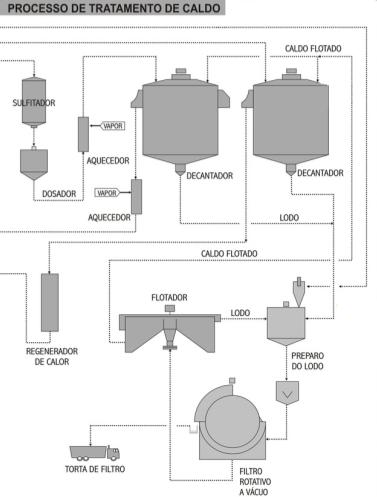 PROCESSO DE TRATAMENTO DE CALDO
CALDO FLOTADO
SULFITADOR
VAPOR
AQUECEDOR
DECANTADOR
DECANTADOR
DOSADOR
VAPOR
AQUECEDOR
LODO
CALDO FLOTADO
FLOTADOR
LODO
REGENERADOR
DE CALOR
PREPARO
DO LODO
TORTA DE FILTRO
FILTRO
ROTATIVO
A VÁCUO